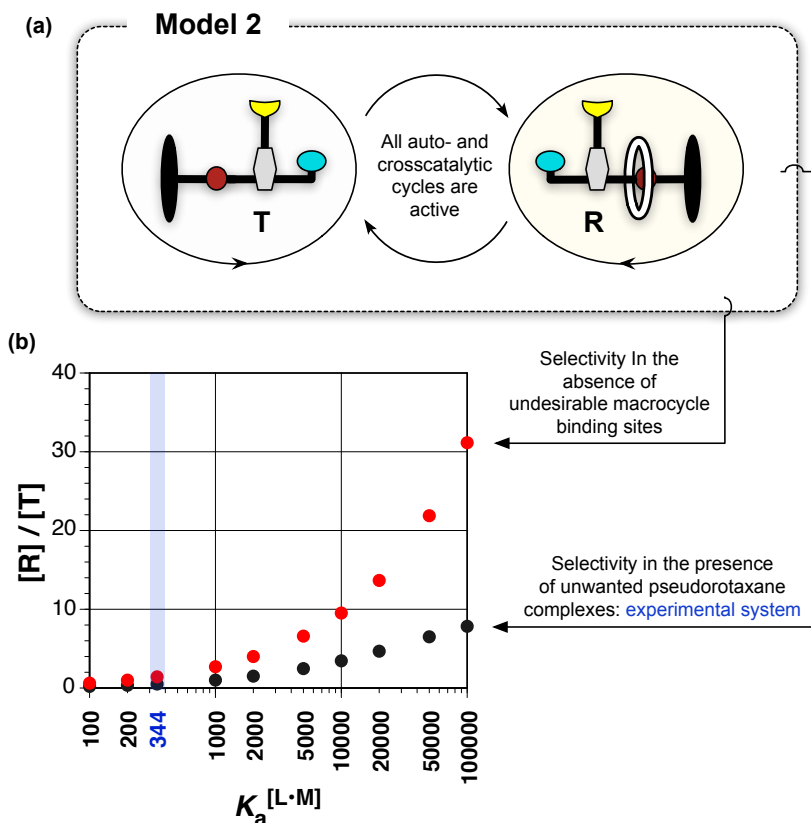 (a)
Model 2
All auto- and
crosscatalytic
cycles are
active
T
R
(b)
Selectivity In the
absence of
undesirable macrocycle
binding sites
Selectivity in the presence
of unwanted pseudorotaxane
complexes: experimental system
[R] / [T]
40
30
20
10
0
100
200
344
1000
2000
5000
10000
20000
50000
100000
Ka[L•M]